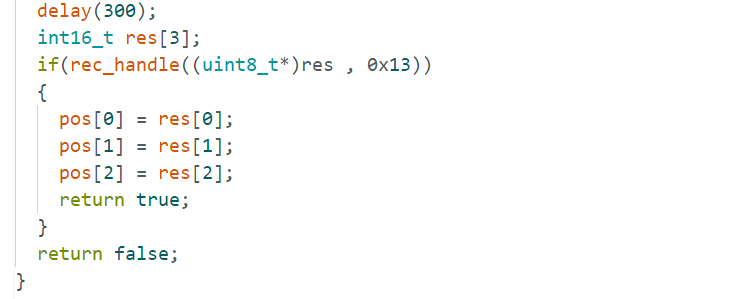 delay(300);
int16_t res[3];
if(rec_handle((uint8_t*)res , 0x13))
{
pos[0] = res[0];
pos[1] = res[1];
pos[2] = res[2];
return true;
}
return false;
}